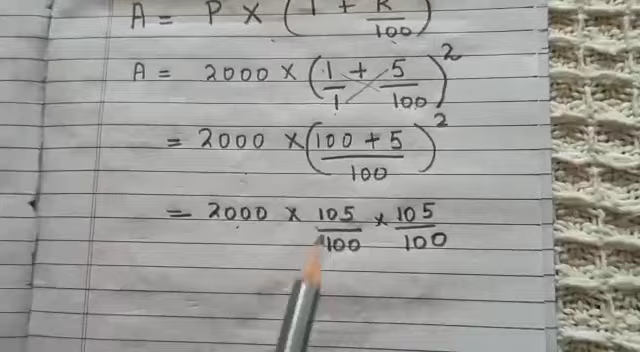 A = P × (1 + R/100)
A = 2000 × (1/1 + 5/100)²
= 2000 × (100 + 5/100)²
= 2000 × 105/100 × 105/100